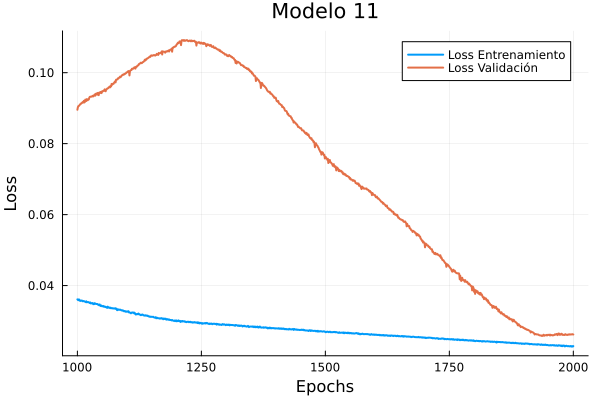 Modelo 11
Loss Entrenamiento
Loss Validación
0.10
0.08
0.06
0.04
Loss
1000
1250
1500
1750
2000
Epochs